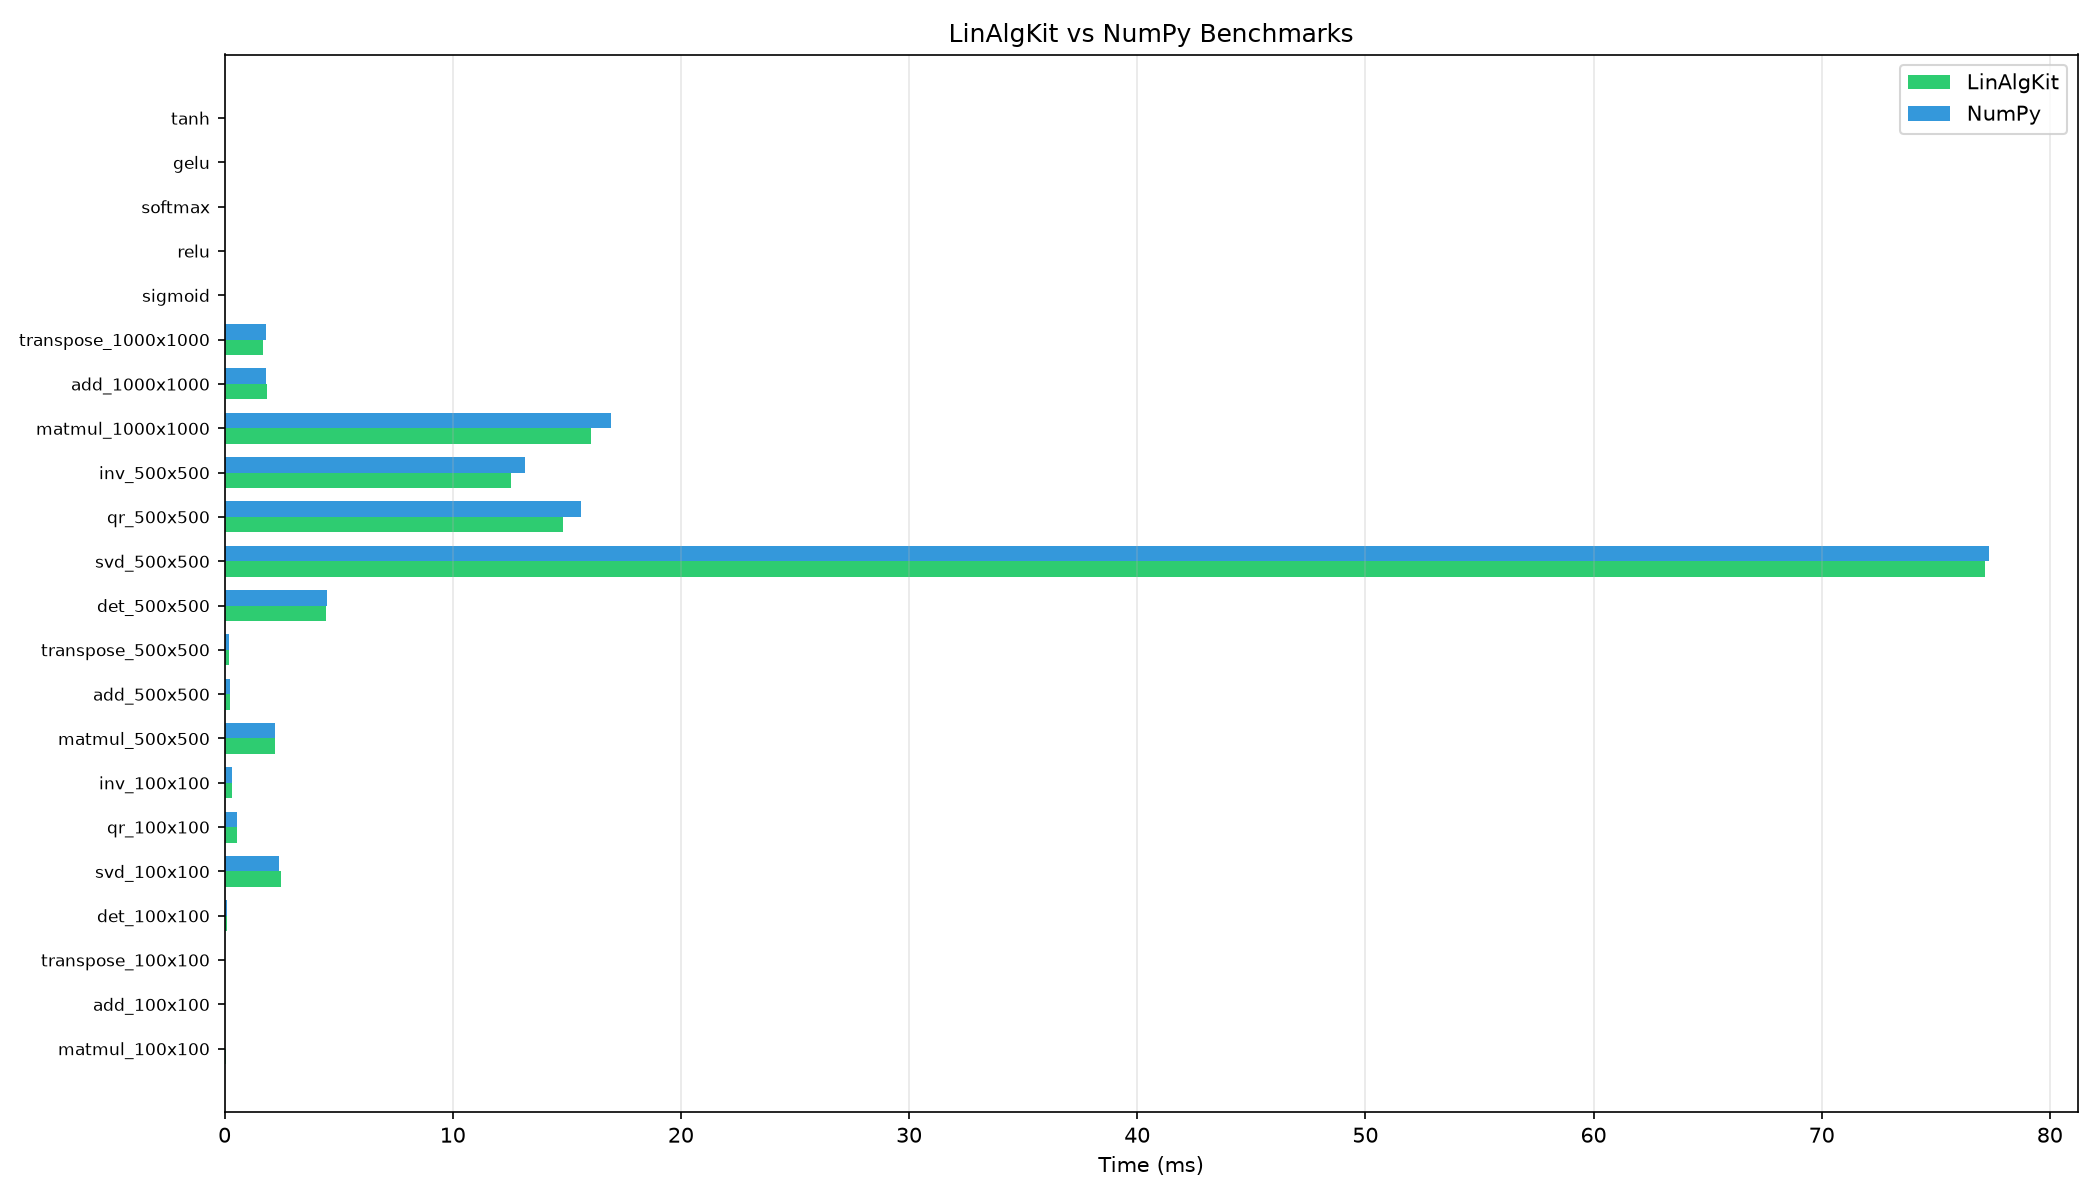 LinAlgKit vs NumPy Benchmarks
LinAlgKit
NumPy
tanh
gelu
softmax
relu
sigmoid
transpose_1000x1000
add_1000x1000
matmul_1000x1000
inv_500x500
qr_500x500
svd_500x500
det_500x500
transpose_500x500
add_500x500
matmul_500x500
inv_100x100
qr_100x100
svd_100x100
det_100x100
transpose_100x100
add_100x100
matmul_100x100
0 10 20 30 40 50 60 70 80
Time (ms)